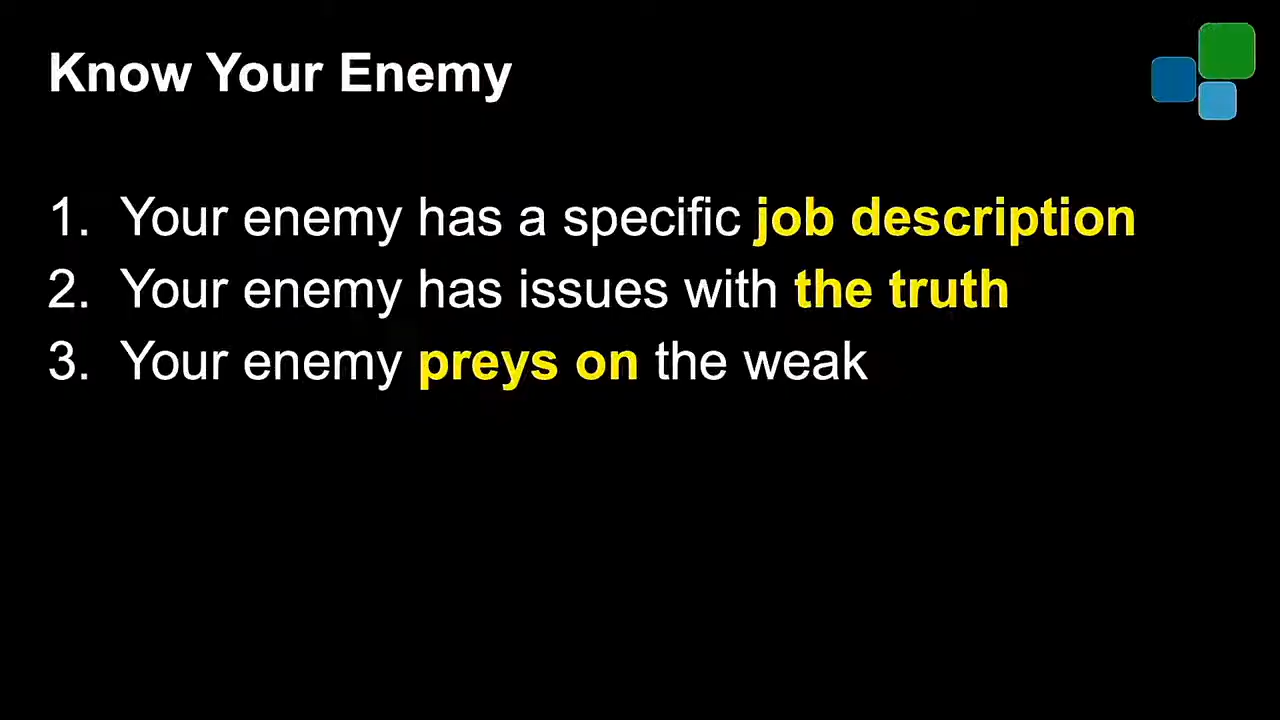 Know Your Enemy
1. Your enemy has a specific job description
2. Your enemy has issues with the truth
3. Your enemy preys on the weak